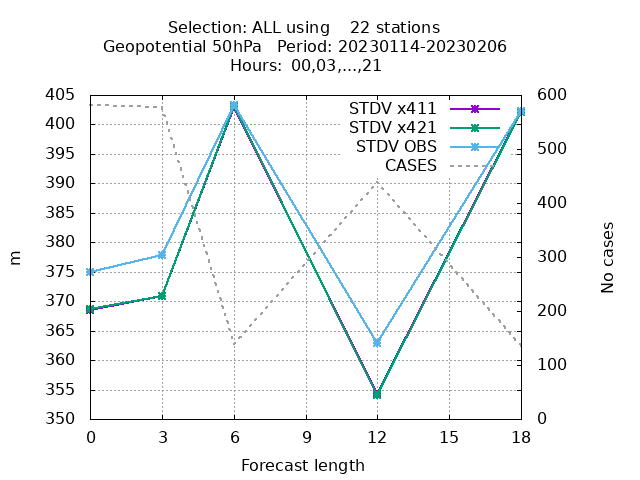 Selection: ALL using    22 stations
Geopotential 50hPa   Period: 20230114-20230206
Hours:  00,03,...,21
STDV x411
STDV x421
STDV OBS
CASES
405
400
395
390
385
380
375
370
365
360
355
350
m
600
500
400
300
200
100
0
No cases
0 3 6 9 12 15 18
Forecast length